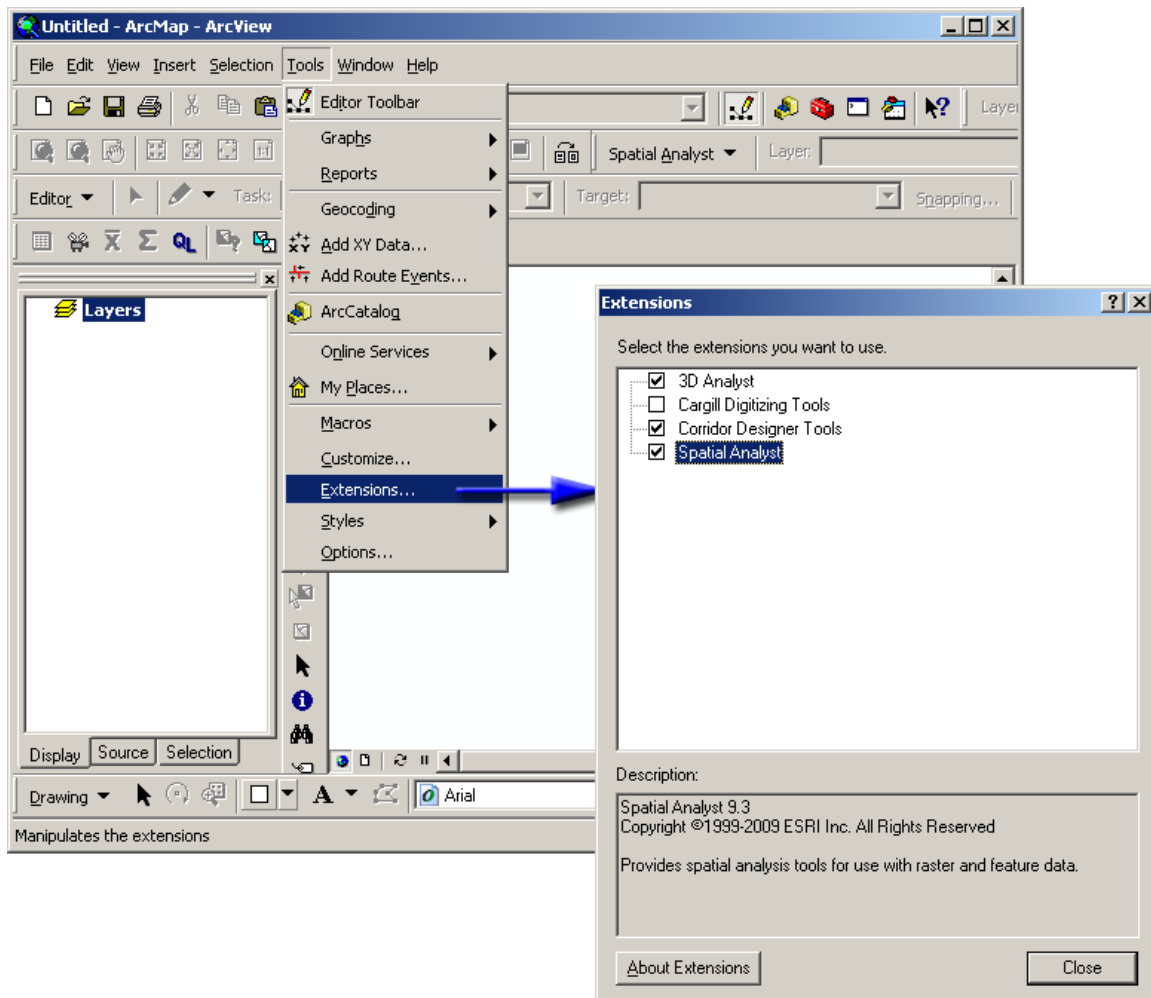 Untitled - ArcMap - ArcView
File Edit View Insert Selection Tools Window Help
Editor Toolbar
Graphs
Reports
Geocoding
Add XY Data...
Add Route Events...
ArcCatalog
Online Services
My Places...
Macros
Customize...
Extensions...
Styles
Options...
1:1
Spatial Analyst
Layer:
Editor
Task:
Target:
Snapping...
QL
Layers
Display Source Selection
Drawing
A
Arial
Manipulates the extensions
Extensions
Select the extensions you want to use.
3D Analyst
Cargill Digitizing Tools
Corridor Designer Tools
Spatial Analyst
Description:
Spatial Analyst 9.3
Copyright ©1999-2009 ESRI Inc. All Rights Reserved
Provides spatial analysis tools for use with raster and feature data.
About Extensions
Close